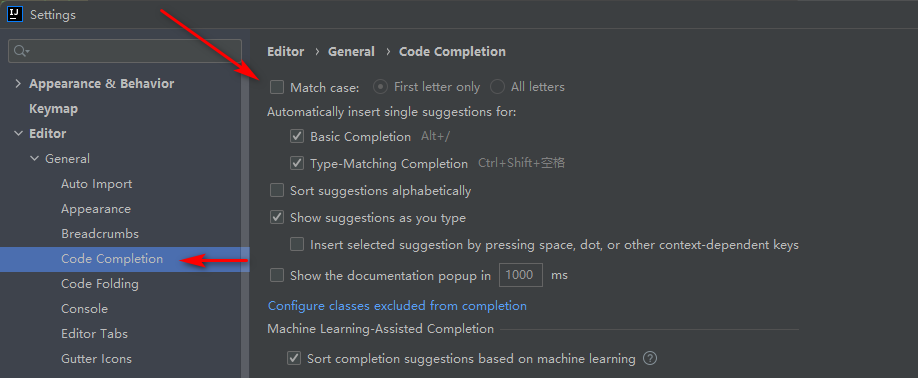 IJ Settings
Appearance & Behavior
Keymap
Editor
General
Auto Import
Appearance
Breadcrumbs
Code Completion
Code Folding
Console
Editor Tabs
Gutter Icons
Editor › General › Code Completion
Match case: First letter only All letters
Automatically insert single suggestions for:
Basic Completion Alt+/
Type-Matching Completion Ctrl+Shift+空格
Sort suggestions alphabetically
Show suggestions as you type
Insert selected suggestion by pressing space, dot, or other context-dependent keys
Show the documentation popup in 1000 ms
Configure classes excluded from completion
Machine Learning-Assisted Completion
Sort completion suggestions based on machine learning ?